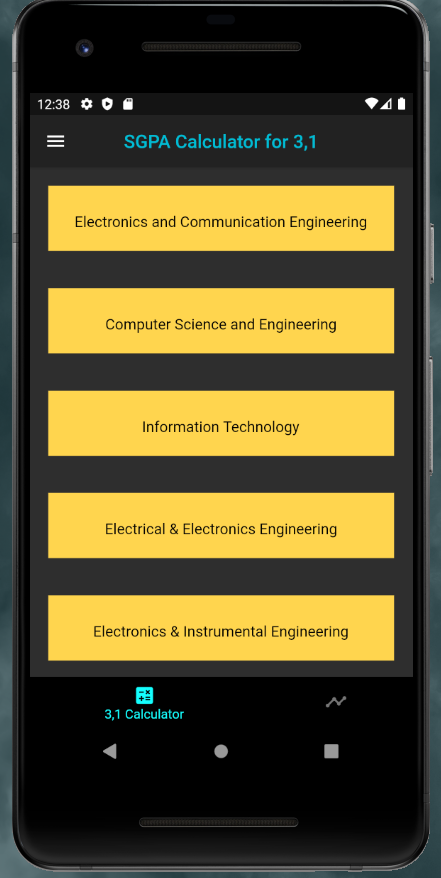 12:38
SGPA Calculator for 3,1
Electronics and Communication Engineering
Computer Science and Engineering
Information Technology
Electrical & Electronics Engineering
Electronics & Instrumental Engineering
3,1 Calculator